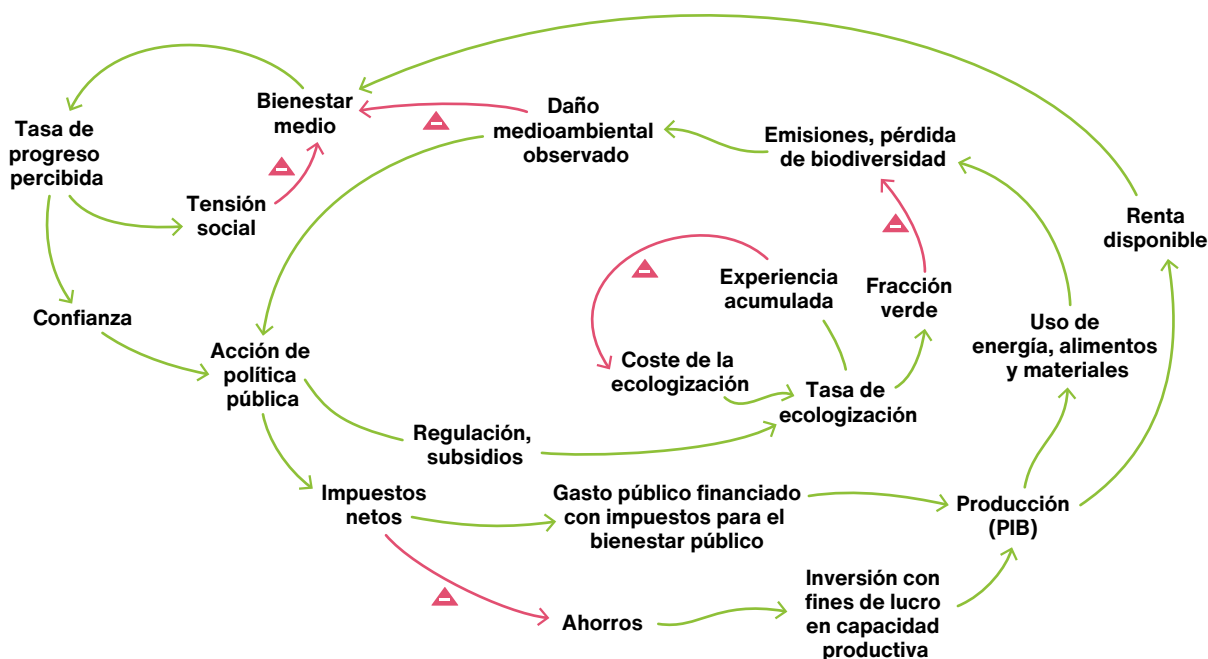 Bienestar
medio
Tasa de
progreso
percibida
Tensión
social
Confianza
Daño
medioambiental
observado
Emisiones, pérdida
de biodiversidad
Renta
disponible
Experiencia
acumulada
Fracción
verde
Uso de
energía, alimentos
y materiales
Acción de
política
pública
Coste de la
ecologización
Tasa de
ecologización
Regulación,
subsidios
Impuestos
netos
Gasto público financiado
con impuestos para el
bienestar público
Producción
(PIB)
Ahorros
Inversión con
fines de lucro
en capacidad
productiva